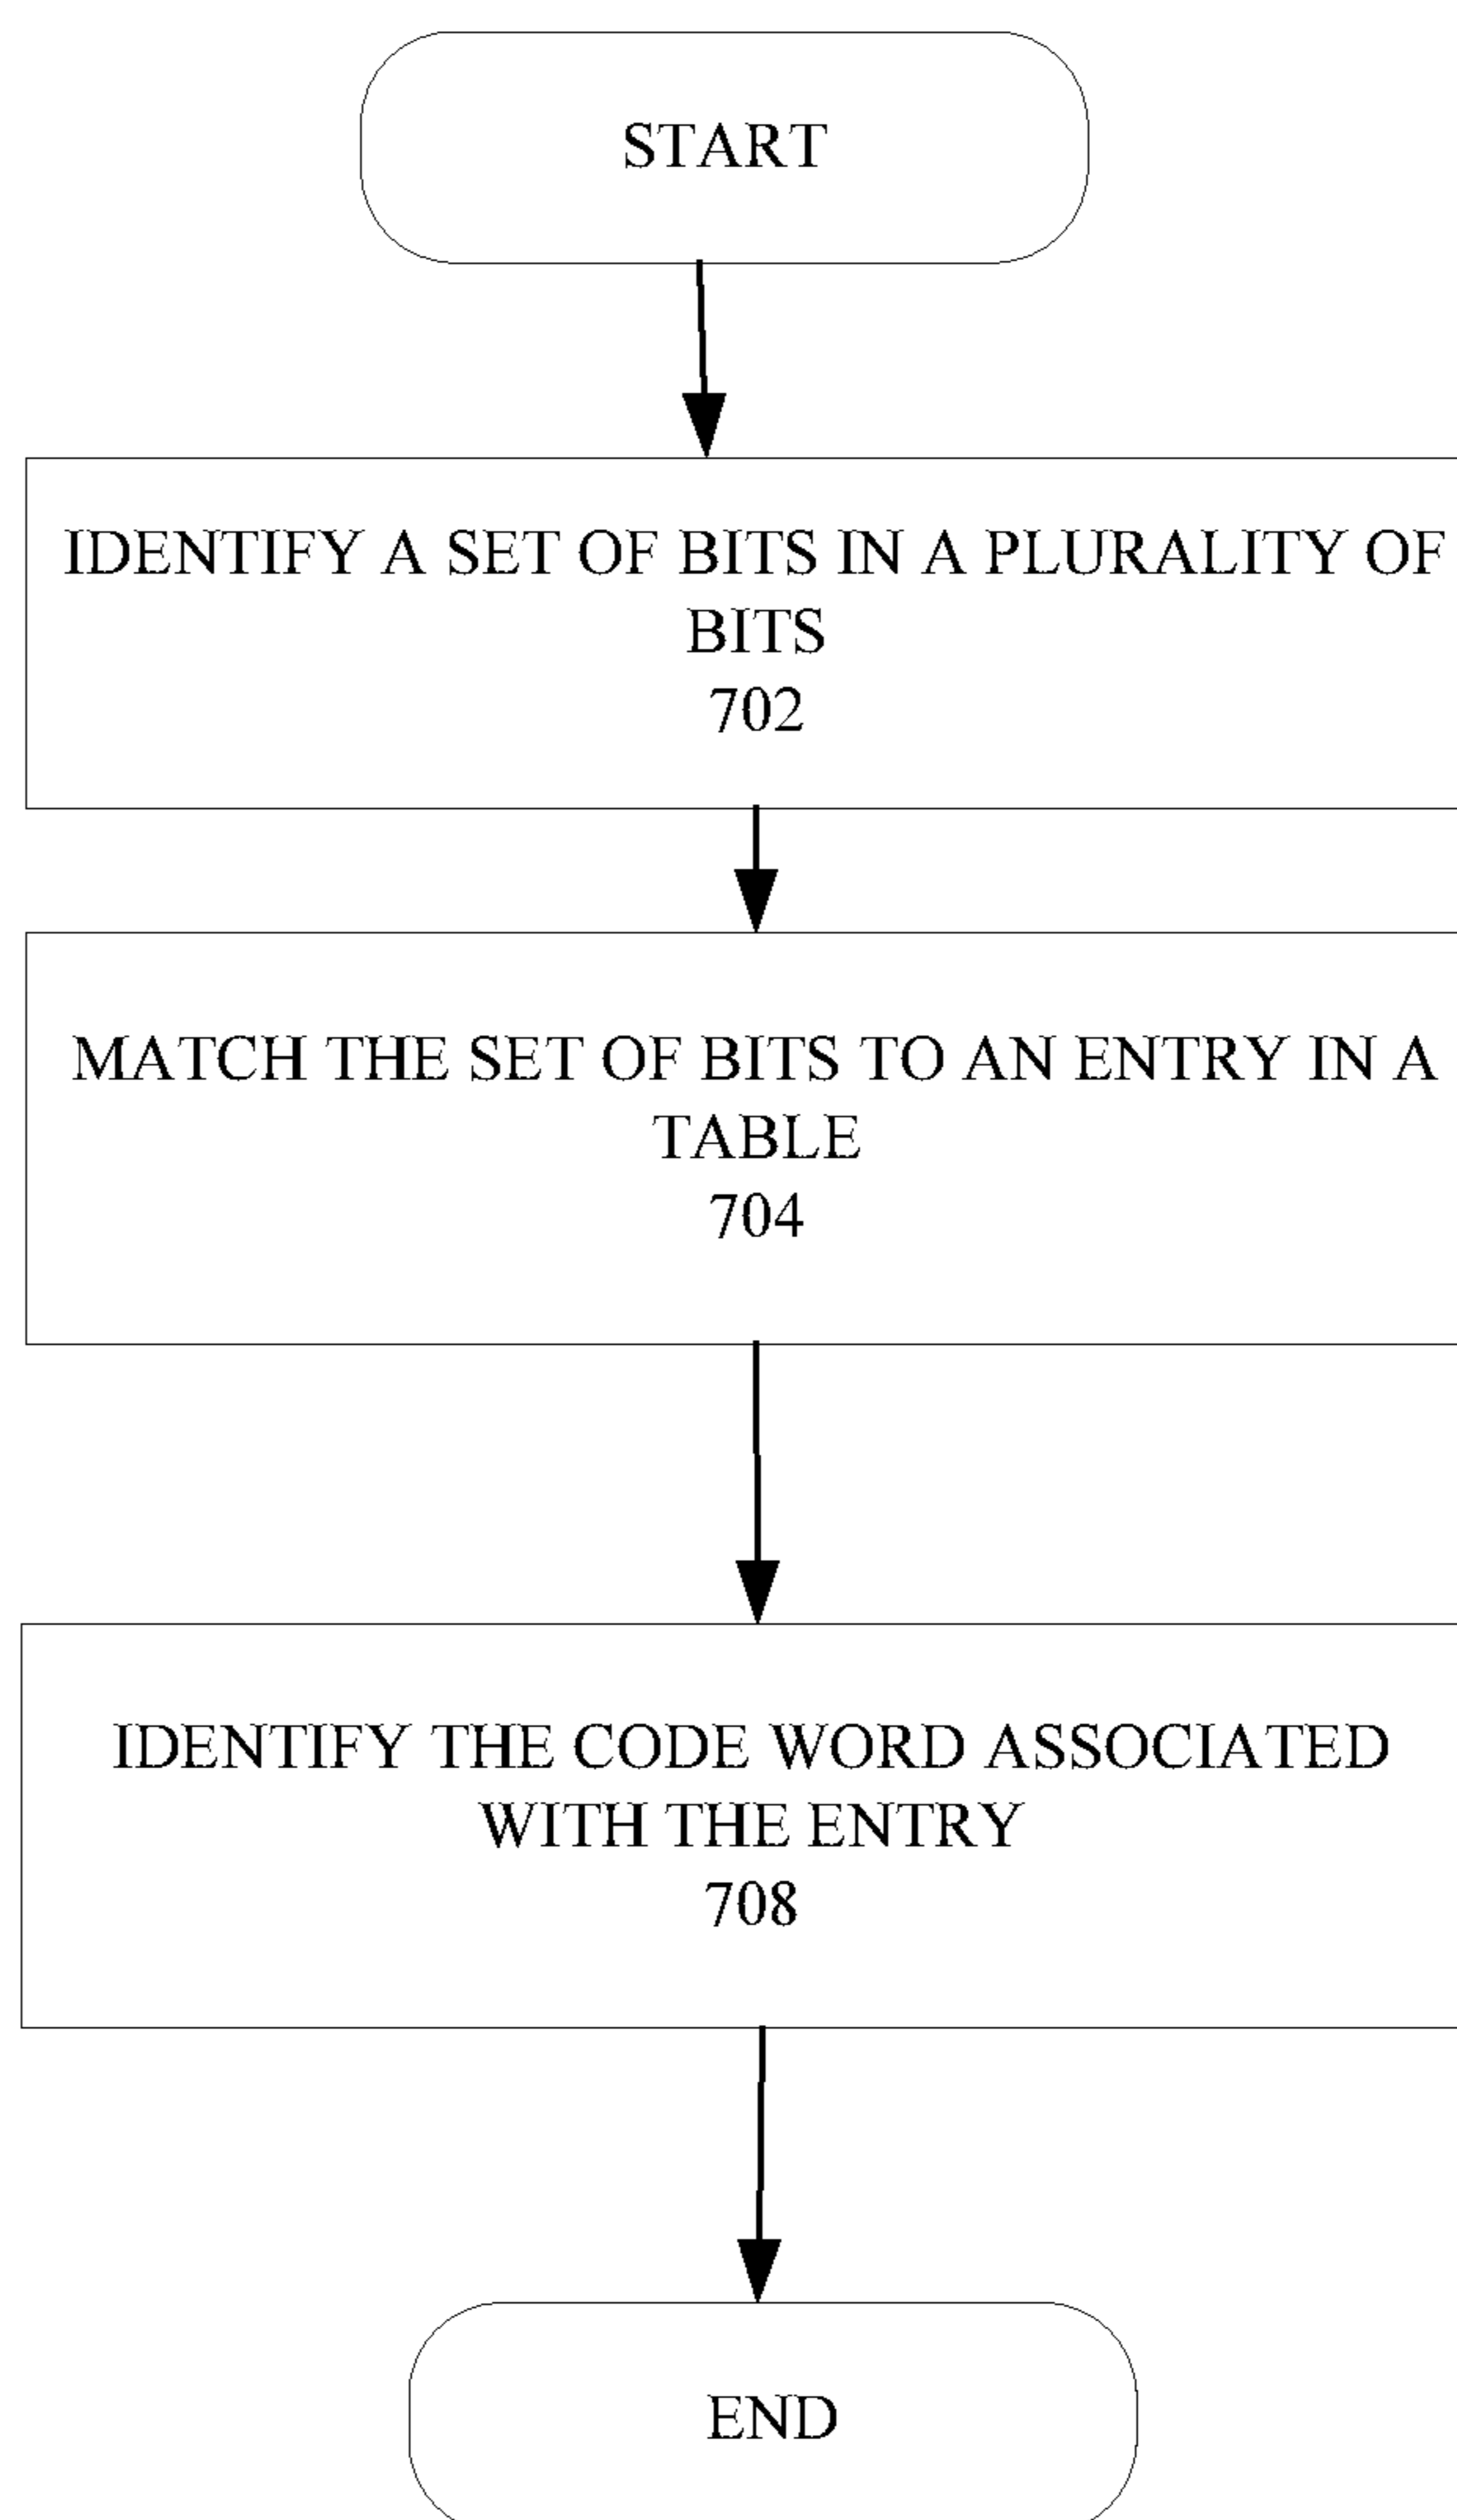 START
IDENTIFY A SET OF BITS IN A PLURALITY OF
BITS
702
MATCH THE SET OF BITS TO AN ENTRY IN A
TABLE
704
IDENTIFY THE CODE WORD ASSOCIATED
WITH THE ENTRY
708
END